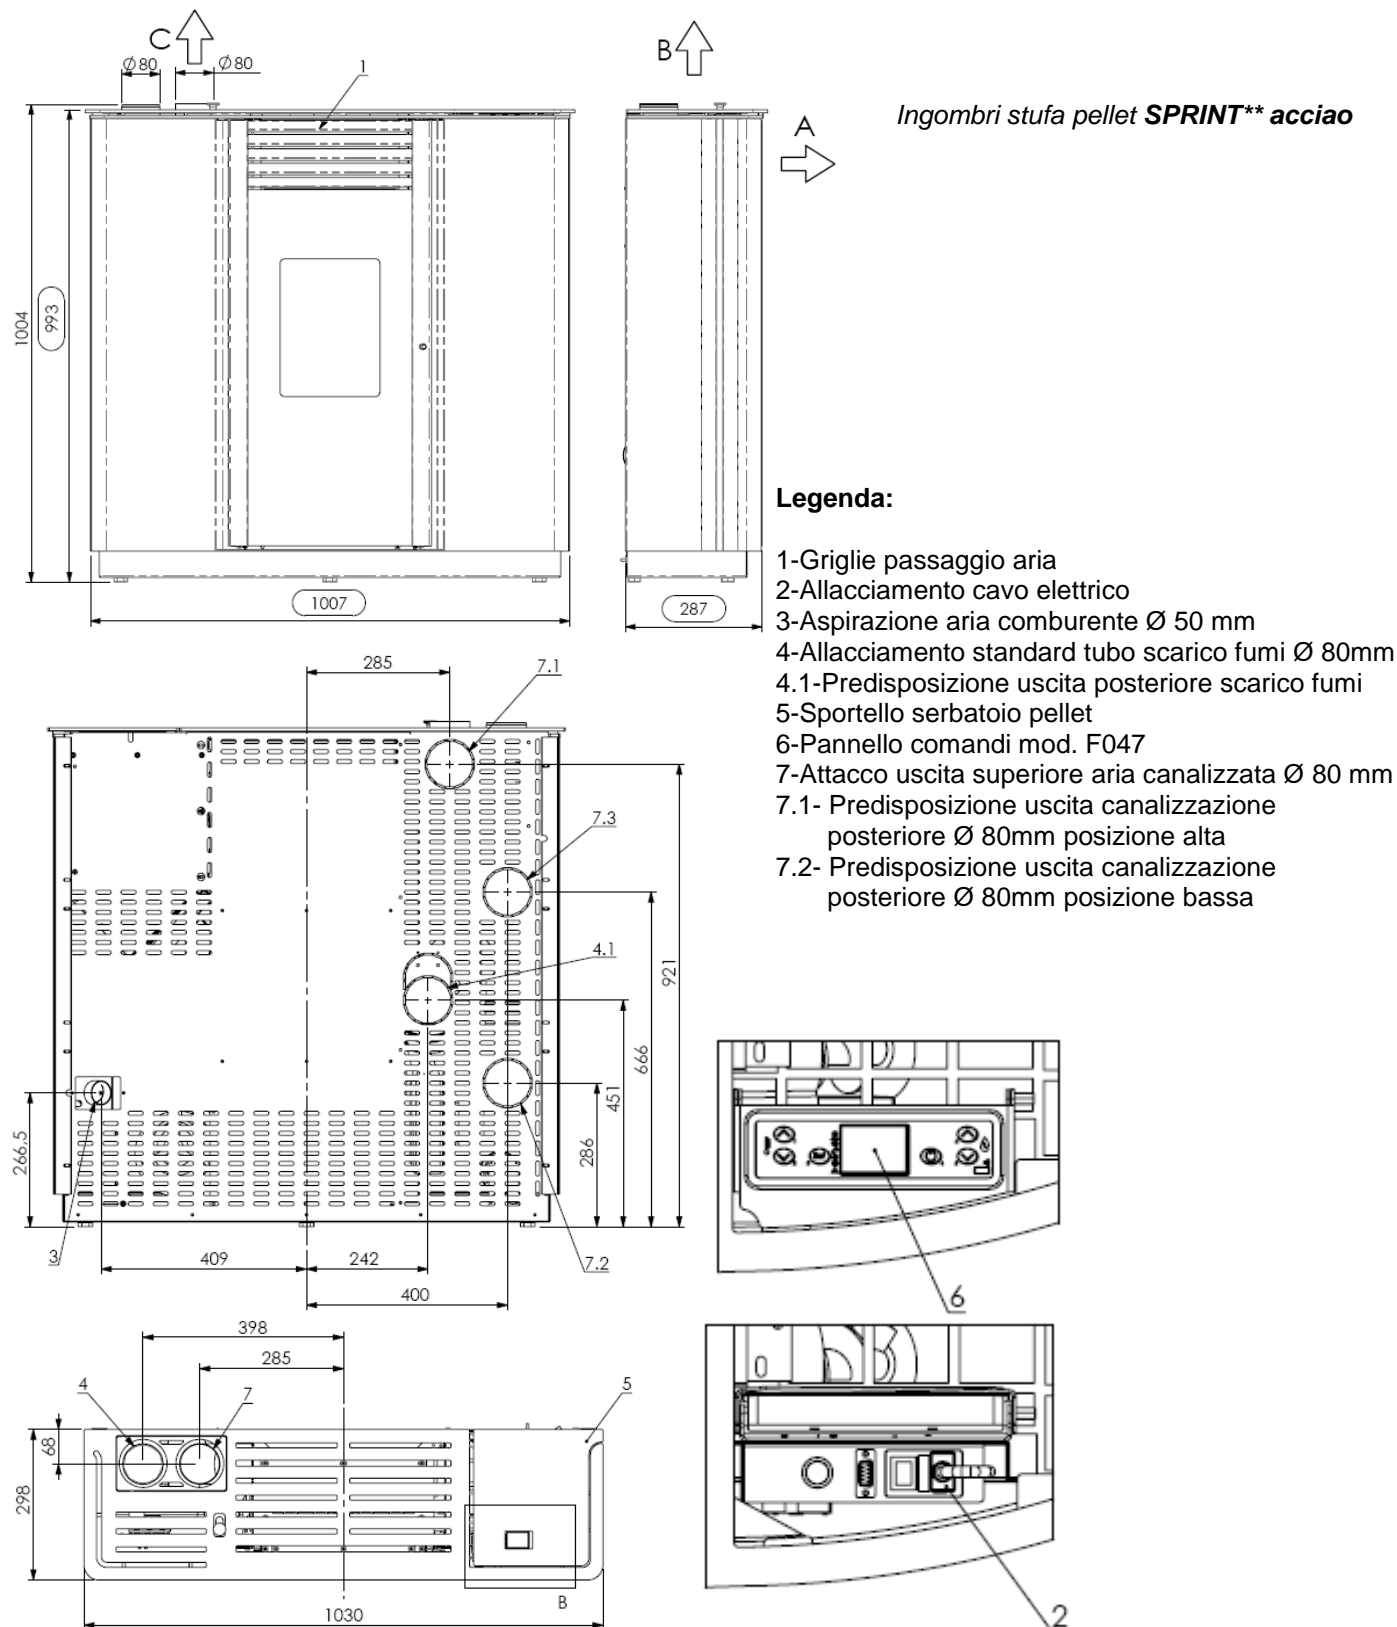 C
Ø80
Ø80
1
B
A
Ingombri stufa pellet SPRINT** acciao
1004
993
1007
287
Legenda:
1-Griglie passaggio aria
2-Allacciamento cavo elettrico
3-Aspirazione aria comburente Ø 50 mm
4-Allacciamento standard tubo scarico fumi Ø 80mm
4.1-Predisposizione uscita posteriore scarico fumi
5-Sportello serbatoio pellet
6-Pannello comandi mod. F047
7-Attacco uscita superiore aria canalizzata Ø 80 mm
7.1- Predisposizione uscita canalizzazione
posteriore Ø 80mm posizione alta
7.2- Predisposizione uscita canalizzazione
posteriore Ø 80mm posizione bassa
285
7.1
7.3
4.1
921
666
451
286
266,5
3
409
242
7.2
400
6
398
285
4
7
5
68
298
B
1030
2